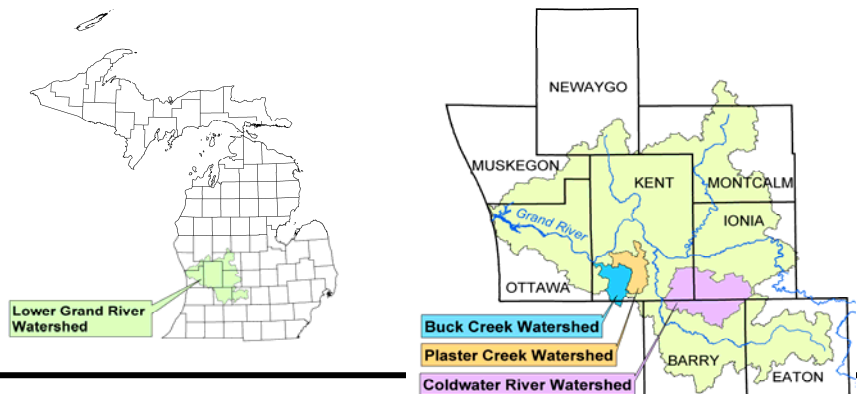 Lower Grand River
Watershed
NEWAYGO
MUSKEGON
KENT
MONTCALM
IONIA
Grand River
OTTAWA
Buck Creek Watershed
Plaster Creek Watershed
BARRY
Coldwater River Watershed
EATON